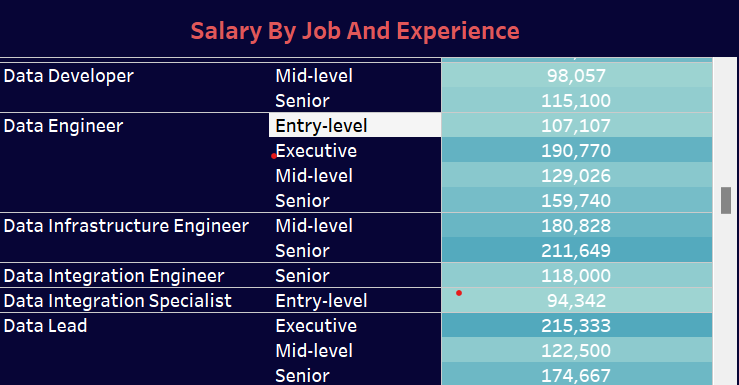 Salary By Job And Experience
Data Developer Mid-level 98,057
Senior 115,100
Data Engineer Entry-level 107,107
Executive 190,770
Mid-level 129,026
Senior 159,740
Data Infrastructure Engineer Mid-level 180,828
Senior 211,649
Data Integration Engineer Senior 118,000
Data Integration Specialist Entry-level 94,342
Data Lead Executive 215,333
Mid-level 122,500
Senior 174,667